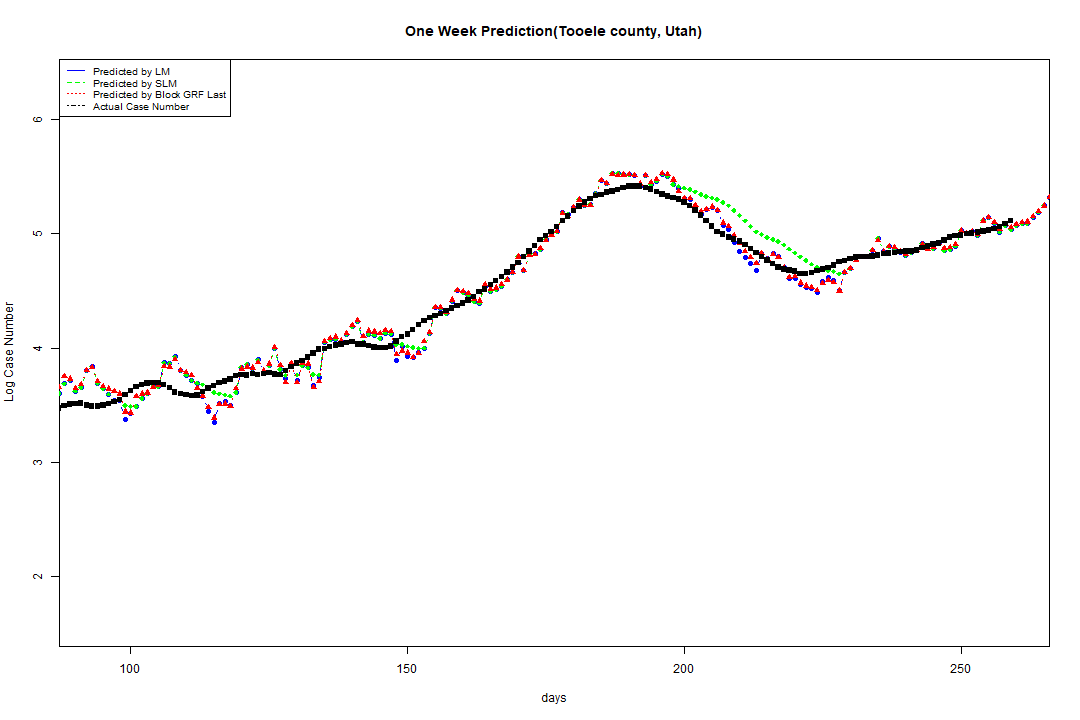 One Week Prediction(Tooele county, Utah)
Predicted by LM
Predicted by SLM
Predicted by Block GRF Last
Actual Case Number
6
5
4
3
2
Log Case Number
100
150
200
250
days